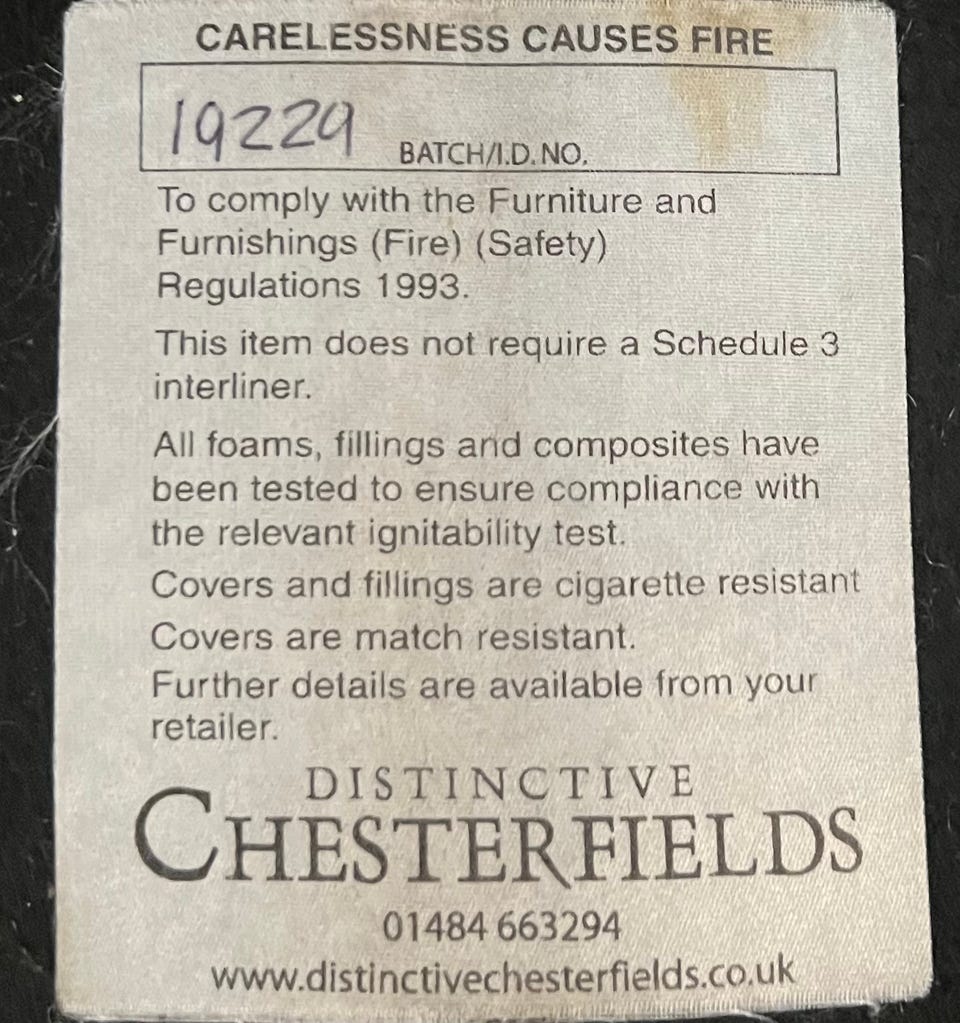 CARELESSNESS CAUSES FIRE
19229 BATCH/I.D. NO.
To comply with the Furniture and
Furnishings (Fire) (Safety)
Regulations 1993.
This item does not require a Schedule 3
interliner.
All foams, fillings and composites have
been tested to ensure compliance with
the relevant ignitability test.
Covers and fillings are cigarette resistant
Covers are match resistant.
Further details are available from your
retailer.
DISTINCTIVE
CHESTERFIELDS
01484 663294
www.distinctivechesterfields.co.uk